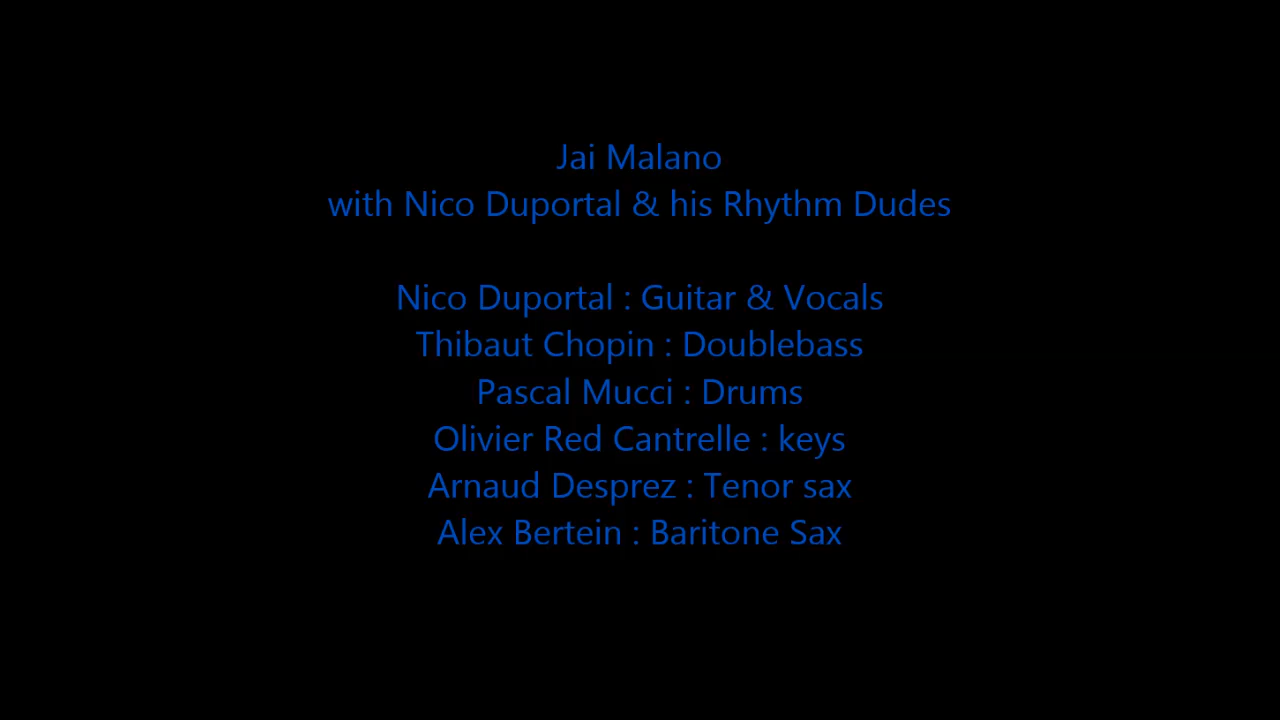 Jai Malano
with Nico Duportal & his Rhythm Dudes
Nico Duportal : Guitar & Vocals
Thibaut Chopin : Doublebass
Pascal Mucci : Drums
Olivier Red Cantrelle : keys
Arnaud Desprez : Tenor sax
Alex Bertein : Baritone Sax